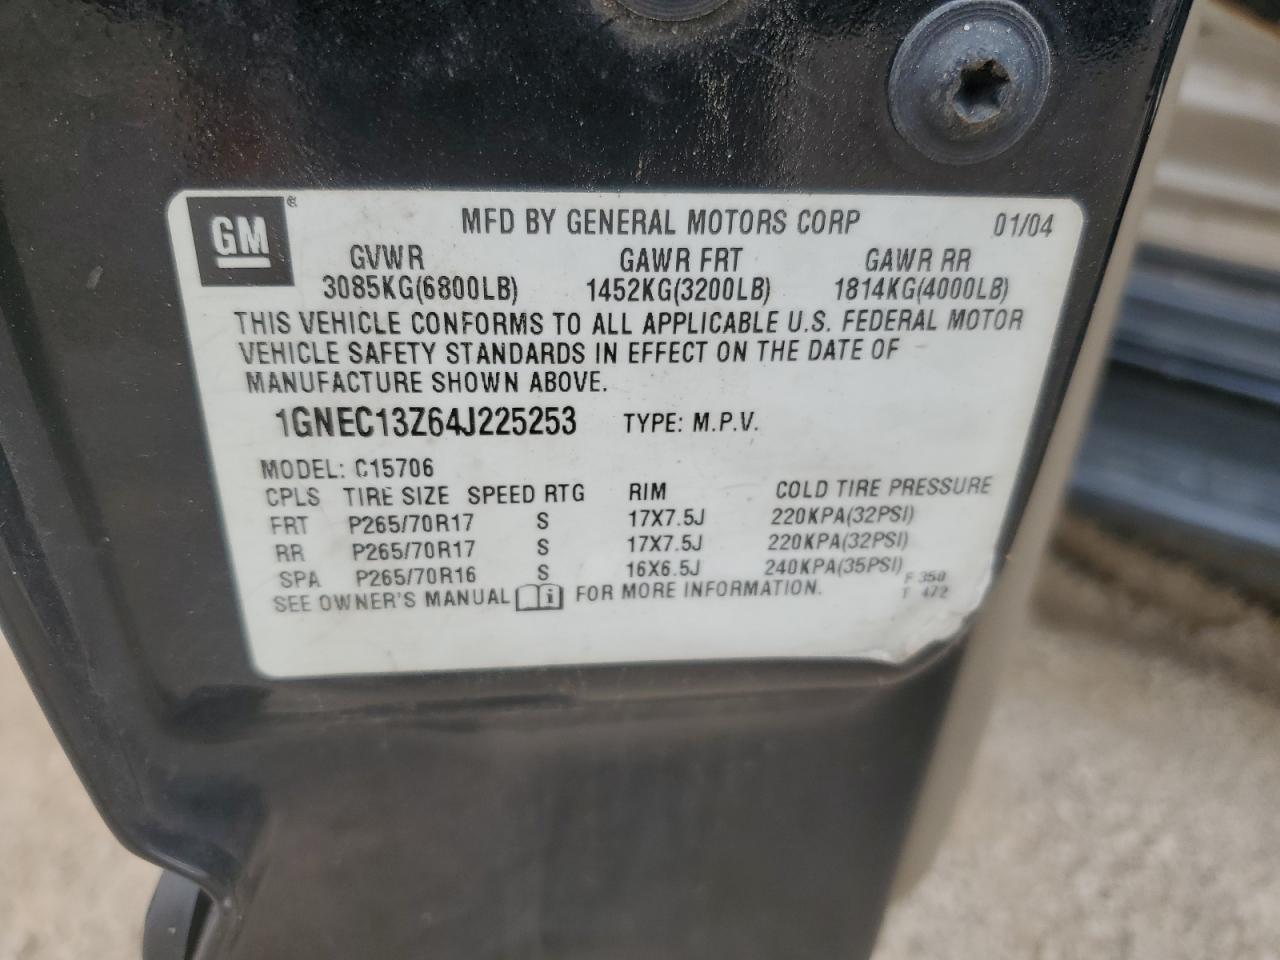 GM ® MFD BY GENERAL MOTORS CORP 01/04
GVWR GAWR FRT GAWR RR
3085KG(6800LB) 1452KG(3200LB) 1814KG(4000LB)
THIS VEHICLE CONFORMS TO ALL APPLICABLE U.S. FEDERAL MOTOR
VEHICLE SAFETY STANDARDS IN EFFECT ON THE DATE OF
MANUFACTURE SHOWN ABOVE.
1GNEC13Z64J225253 TYPE: M.P.V.
MODEL: C15706
CPLS TIRE SIZE SPEED RTG RIM COLD TIRE PRESSURE
FRT P265/70R17 S 17X7.5J 220KPA(32PSI)
RR P265/70R17 S 17X7.5J 220KPA(32PSI)
SPA P265/70R16 S 16X6.5J 240KPA(35PSI)
SEE OWNER'S MANUAL i FOR MORE INFORMATION.
F 350
472